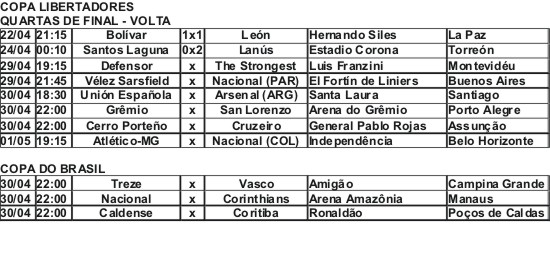 COPA LIBERTADORES
QUARTAS DE FINAL - VOLTA
22/04 21:15 Bolivar 1x1 León Hernando Siles La Paz
24/04 00:10 Santos Laguna 0x2 Lanús Estadio Corona Torreón
29/04 19:15 Defensor x The Strongest Luis Franzini Montevidéu
29/04 21:45 Vélez Sarsfield x Nacional (PAR) El Fortín de Liniers Buenos Aires
30/04 18:30 Unión Española x Arsenal (ARG) Santa Laura Santiago
30/04 22:00 Grêmio x San Lorenzo Arena do Grêmio Porto Alegre
30/04 22:00 Cerro Porteño x Cruzeiro General Pablo Rojas Assunção
01/05 19:15 Atlético-MG x Nacional (COL) Independência Belo Horizonte
COPA DO BRASIL
30/04 22:00 Treze x Vasco Amigão Campina Grande
30/04 22:00 Nacional x Corinthians Arena Amazônia Manaus
30/04 22:00 Caldense x Coritiba Ronaldão Poços de Caldas